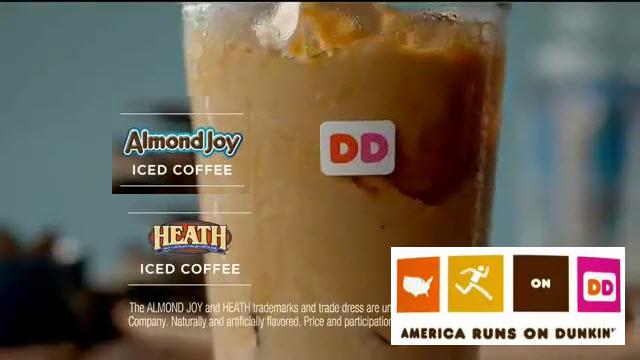 DD
Almond Joy
ICED COFFEE
HEATH
ICED COFFEE
The ALMOND JOY and HEATH trademarks and trade dress are
Company. Naturally and artificially flavored. Price and participation
ON
DD
AMERICA RUNS ON DUNKIN'